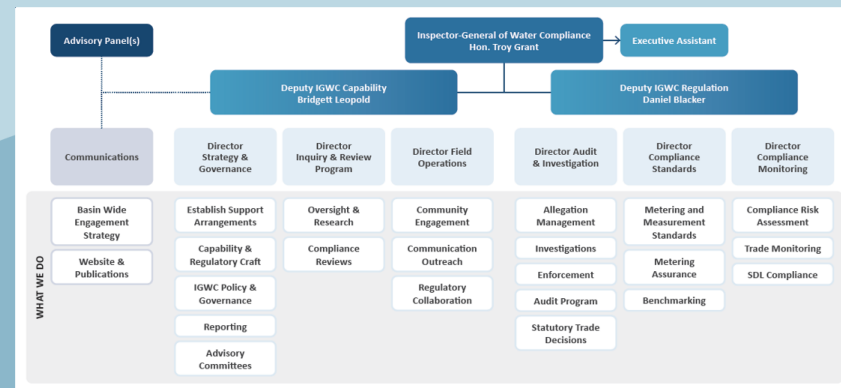 Advisory Panel(s)
Inspector-General of Water Compliance
Hon. Troy Grant
Executive Assistant
Deputy IGWC Capability
Bridgett Leopold
Deputy IGWC Regulation
Daniel Blacker
Communications
Director
Strategy &
Governance
Director
Inquiry & Review
Program
Director Field
Operations
Director Audit
& Investigation
Director
Compliance
Standards
Director
Compliance
Monitoring
WHAT WE DO
Basin Wide
Engagement
Strategy
Website &
Publications
Establish Support
Arrangements
Capability &
Regulatory Craft
IGWC Policy &
Governance
Reporting
Advisory
Committees
Oversight &
Research
Compliance
Reviews
Community
Engagement
Communication
Outreach
Regulatory
Collaboration
Allegation
Management
Investigations
Enforcement
Audit Program
Statutory Trade
Decisions
Metering and
Measurement
Standards
Metering
Assurance
Benchmarking
Compliance Risk
Assessment
Trade Monitoring
SDL Compliance